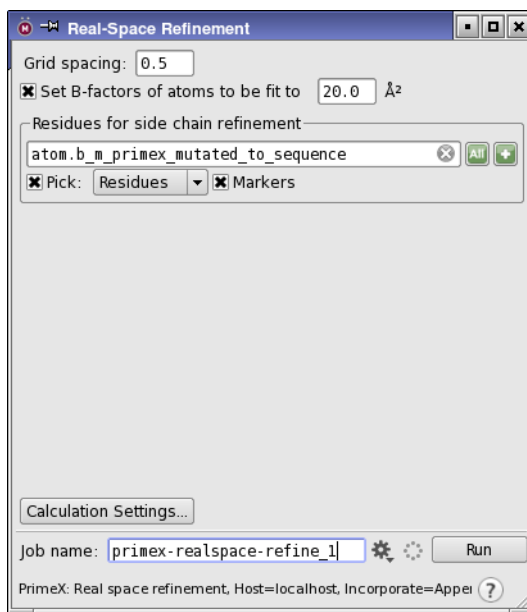 Real-Space Refinement
Grid spacing: 0.5
Set B-factors of atoms to be fit to 20.0 Å²
Residues for side chain refinement
atom.b_m_primex_mutated_to_sequence All +
Pick: Residues Markers
Calculation Settings...
Job name: primex-realspace-refine_1 Run
PrimeX: Real space refinement, Host=localhost, Incorporate=Appe ?